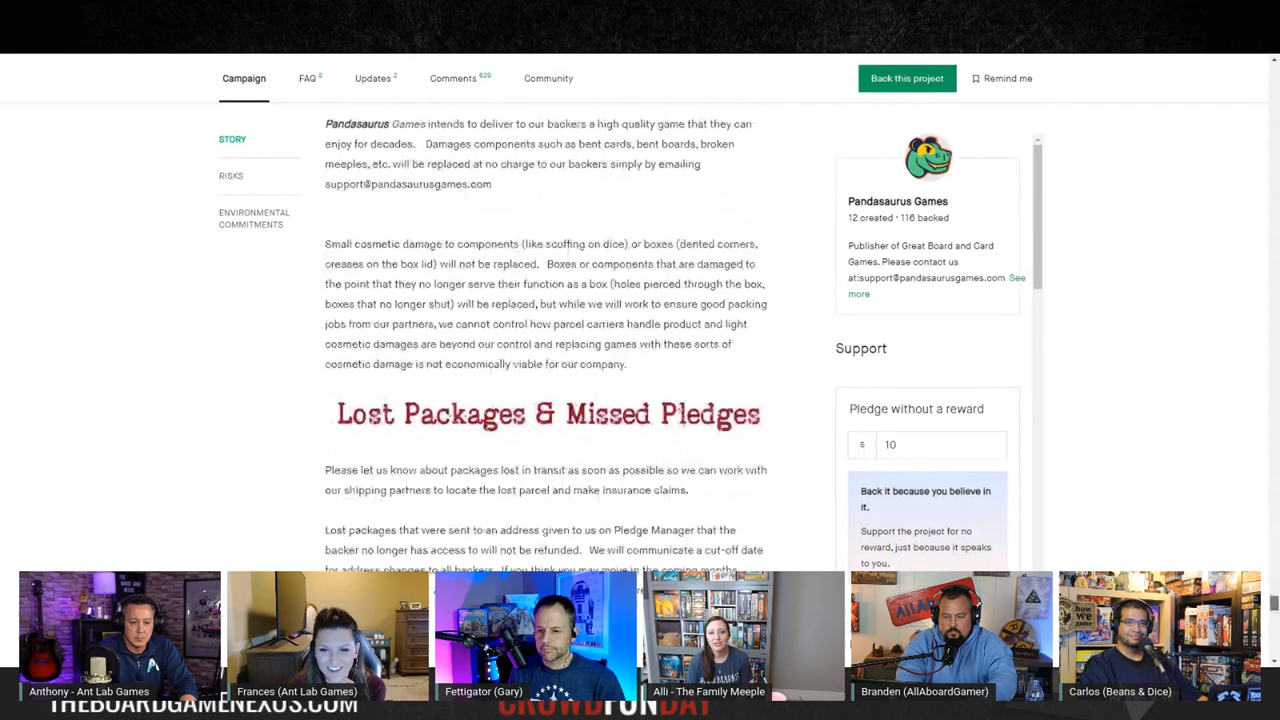 Campaign FAQ 2 Updates 2 Comments 629 Community Back this project Remind me
STORY
RISKS
ENVIRONMENTAL
COMMITMENTS
Pandasaurus Games intends to deliver to our backers a high quality game that they can
enjoy for decades. Damages components such as bent cards, bent boards, broken
meeples, etc. will be replaced at no charge to our backers simply by emailing
support@pandasaurusgames.com
Small cosmetic damage to components (like scuffing on dice) or boxes (dented corners,
creases on the box lid) will not be replaced. Boxes or components that are damaged to
the point that they no longer serve their function as a box (holes pierced through the box,
boxes that no longer shut) will be replaced, but while we will work to ensure good packing
jobs from our partners, we cannot control how parcel carriers handle product and light
cosmetic damages are beyond our control and replacing games with these sorts of
cosmetic damage is not economically viable for our company.
Lost Packages & Missed Pledges
Please let us know about packages lost in transit as soon as possible so we can work with
our shipping partners to locate the lost parcel and make insurance claims.
Lost packages that were sent to an address given to us on Pledge Manager that the
backer no longer has access to will not be refunded. We will communicate a cut-off date
for address changes to all backers. If you think you may move in the coming months
Pandasaurus Games
12 created · 116 backed
Publisher of Great Board and Card
Games. Please contact us
at:support@pandasaurusgames.com See
more
Support
Pledge without a reward
$ 10
Back it because you believe in
it.
Support the project for no
reward, just because it speaks
to you.
Anthony - Ant Lab Games
Frances (Ant Lab Games)
Fettigator (Gary)
Alli - The Family Meeple
Branden (AllAboardGamer)
Carlos (Beans & Dice)
THEBOARDGAMENEXUS.COM
CROWDFUNDAY